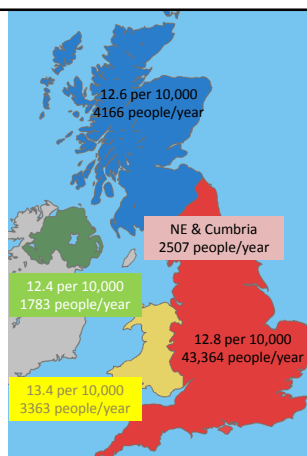 12.6 per 10,000
4166 people/year
NE & Cumbria
2507 people/year
12.4 per 10,000
1783 people/year
12.8 per 10,000
43,364 people/year
13.4 per 10,000
3363 people/year